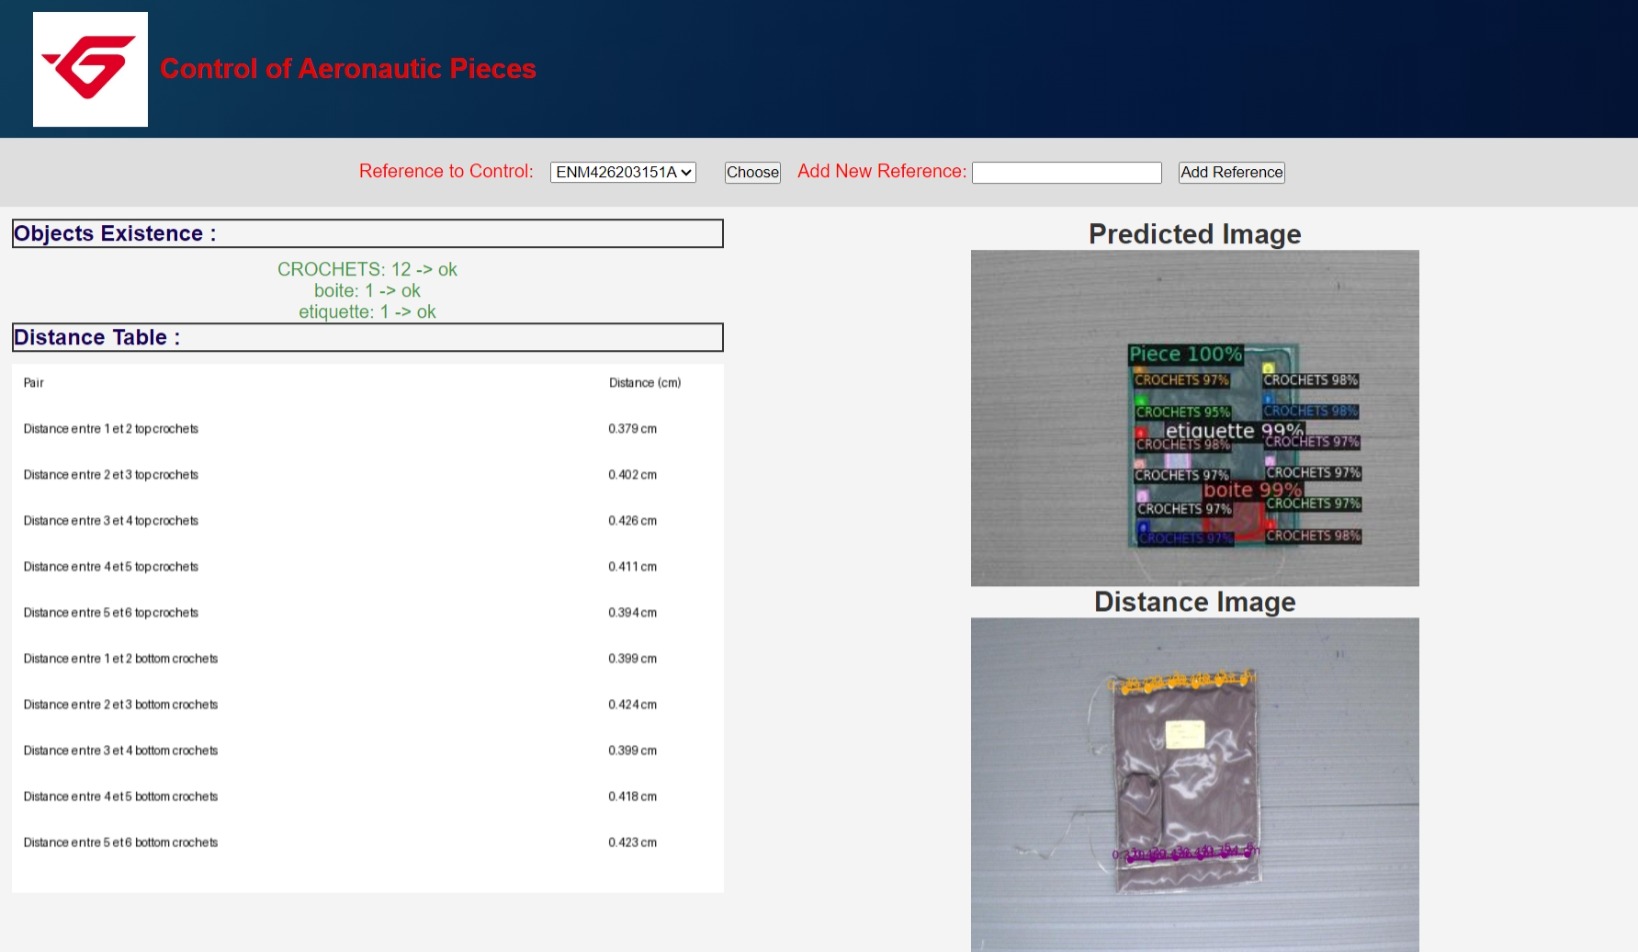 Control of Aeronautic Pieces
Reference to Control: ENM426203151A Choose Add New Reference: Add Reference
Objects Existence :
CROCHETS: 12 -> ok
boite: 1 -> ok
etiquette: 1 -> ok
Distance Table :
Pair Distance (cm)
Distance entre 1 et 2 top crochets 0.379 cm
Distance entre 2 et 3 top crochets 0.402 cm
Distance entre 3 et 4 top crochets 0.426 cm
Distance entre 4 et 5 top crochets 0.411 cm
Distance entre 5 et 6 top crochets 0.394 cm
Distance entre 1 et 2 bottom crochets 0.399 cm
Distance entre 2 et 3 bottom crochets 0.424 cm
Distance entre 3 et 4 bottom crochets 0.399 cm
Distance entre 4 et 5 bottom crochets 0.418 cm
Distance entre 5 et 6 bottom crochets 0.423 cm
Predicted Image
Piece 100%
CROCHETS 97% CROCHETS 98%
CROCHETS 95% CROCHETS 98%
etiquette 99%
CROCHETS 98% CROCHETS 97%
CROCHETS 97% CROCHETS 97%
boite 99%
CROCHETS 97% CROCHETS 97%
CROCHETS 97% CROCHETS 98%
Distance Image